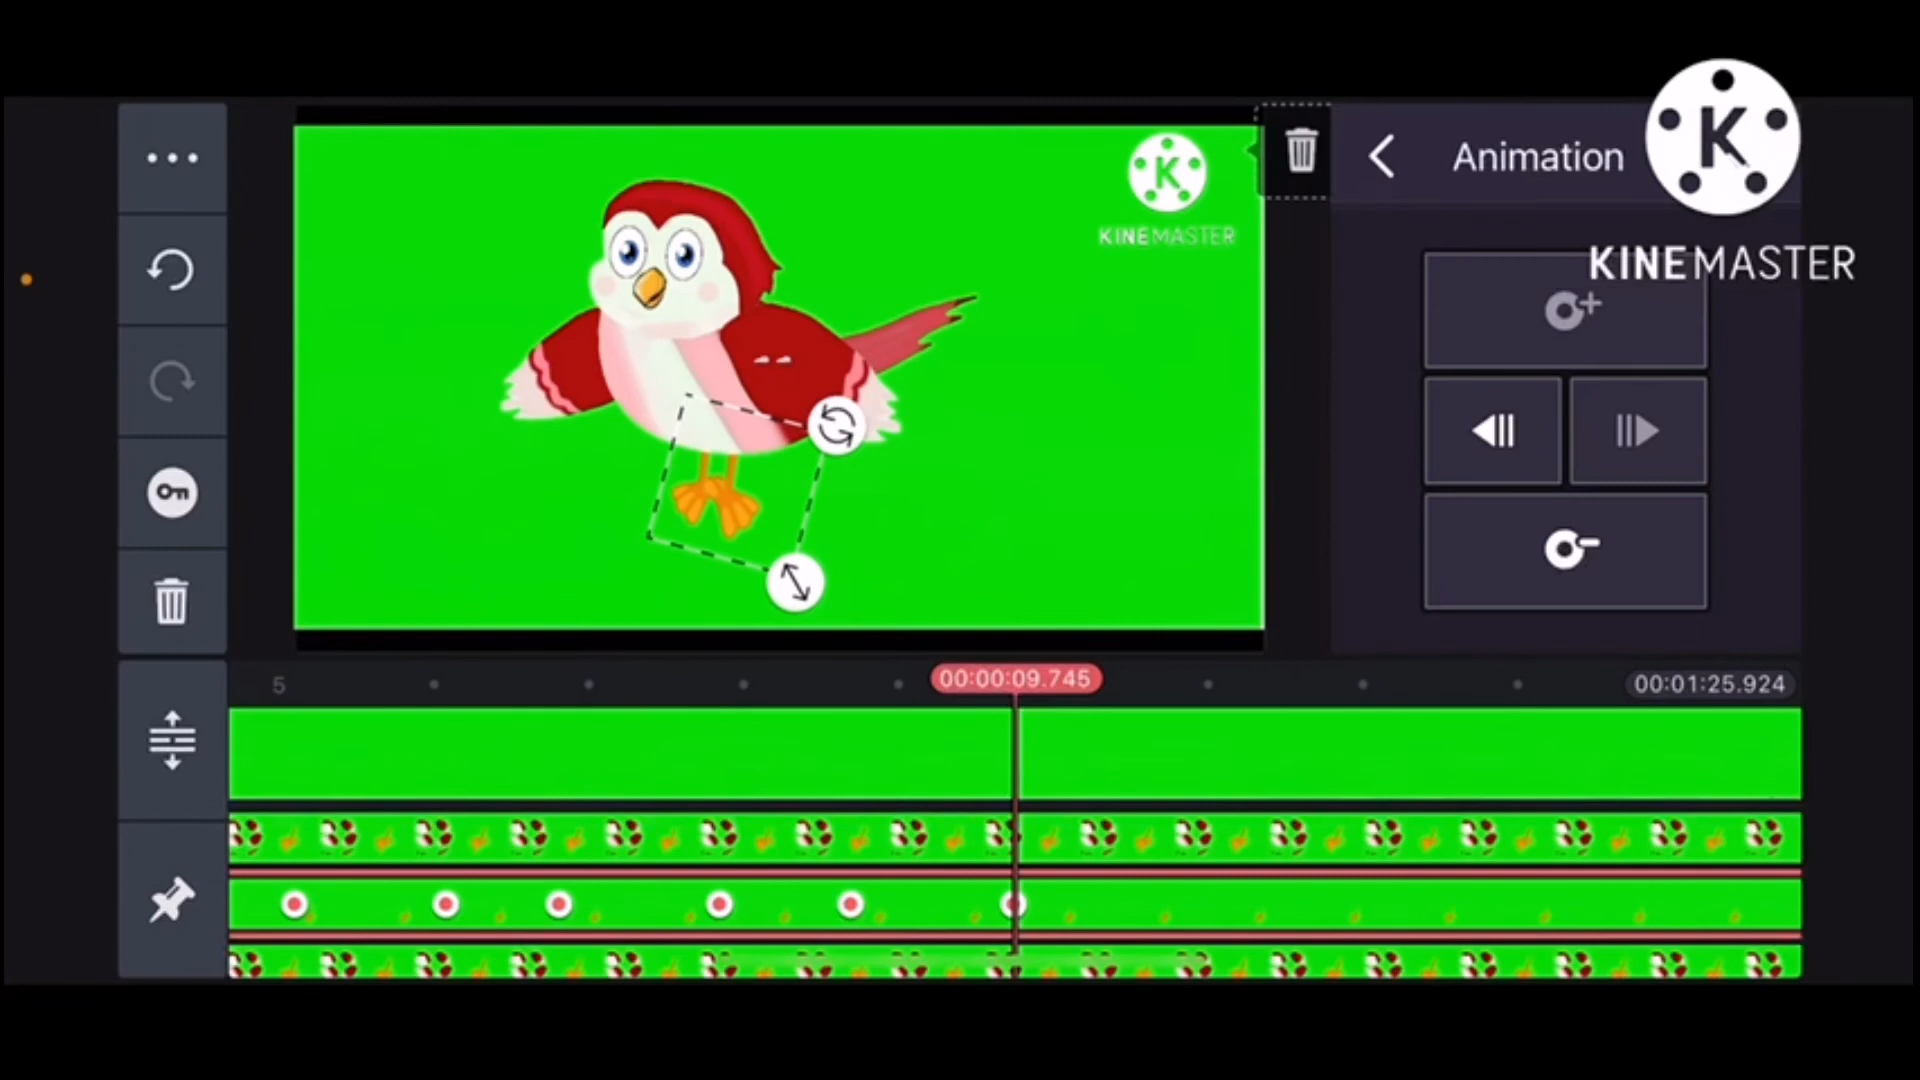 Animation
K
KINEMASTER
K
KINEMASTER
5
00:00:09.745
00:01:25.924